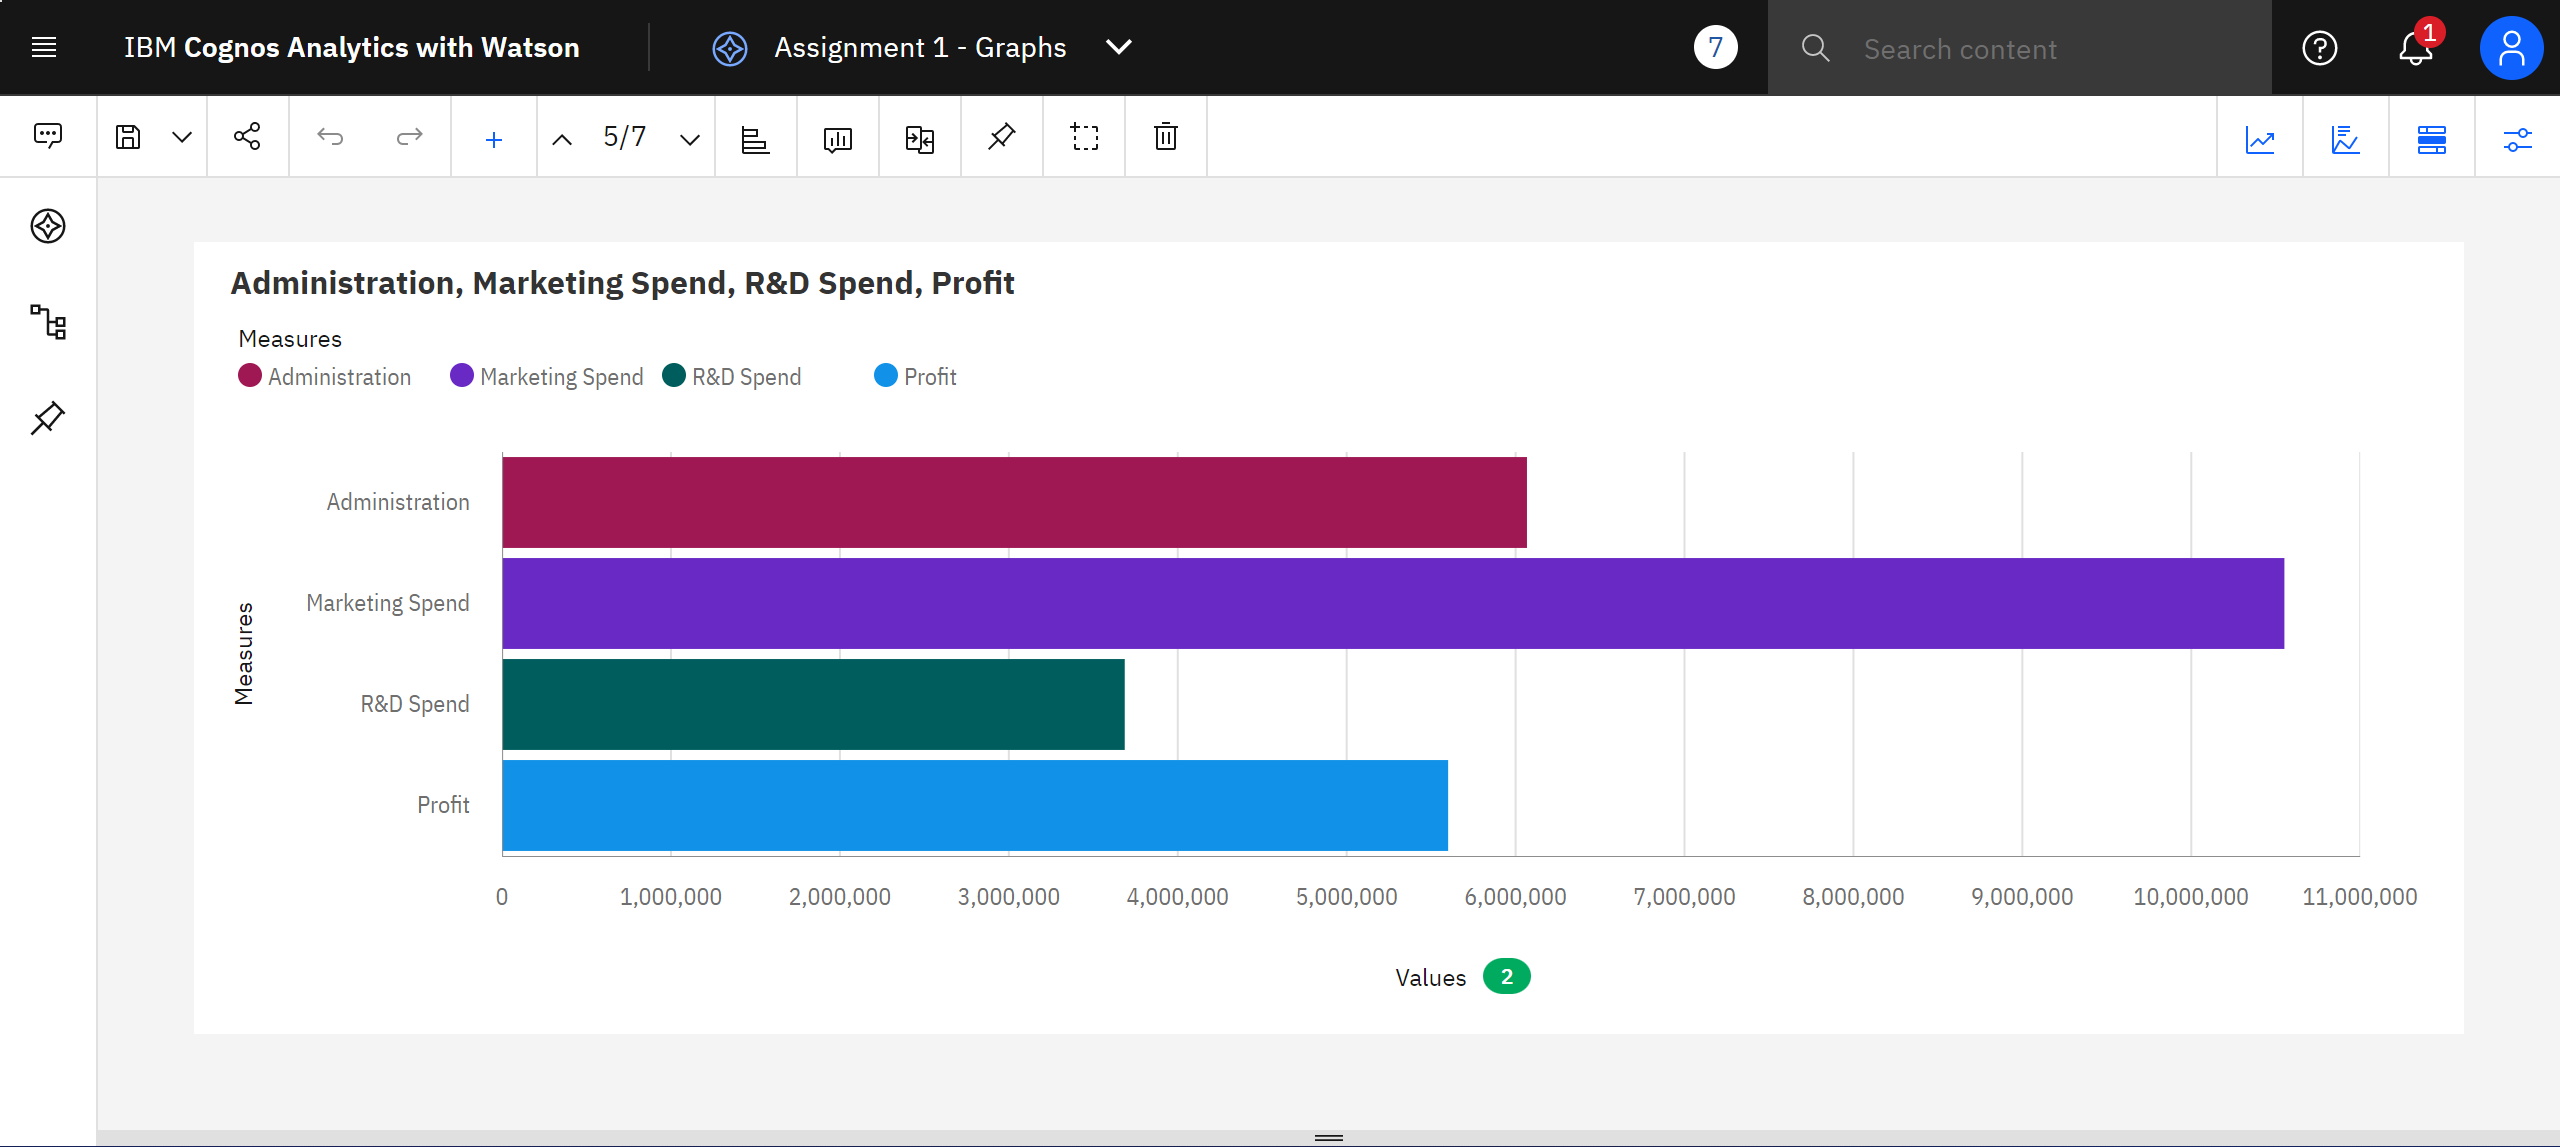 IBM Cognos Analytics with Watson
Assignment 1 - Graphs
7
Search content
1
5/7
Administration, Marketing Spend, R&D Spend, Profit
Measures
Administration Marketing Spend R&D Spend Profit
Administration
Marketing Spend
R&D Spend
Profit
Measures
0 1,000,000 2,000,000 3,000,000 4,000,000 5,000,000 6,000,000 7,000,000 8,000,000 9,000,000 10,000,000 11,000,000
Values 2